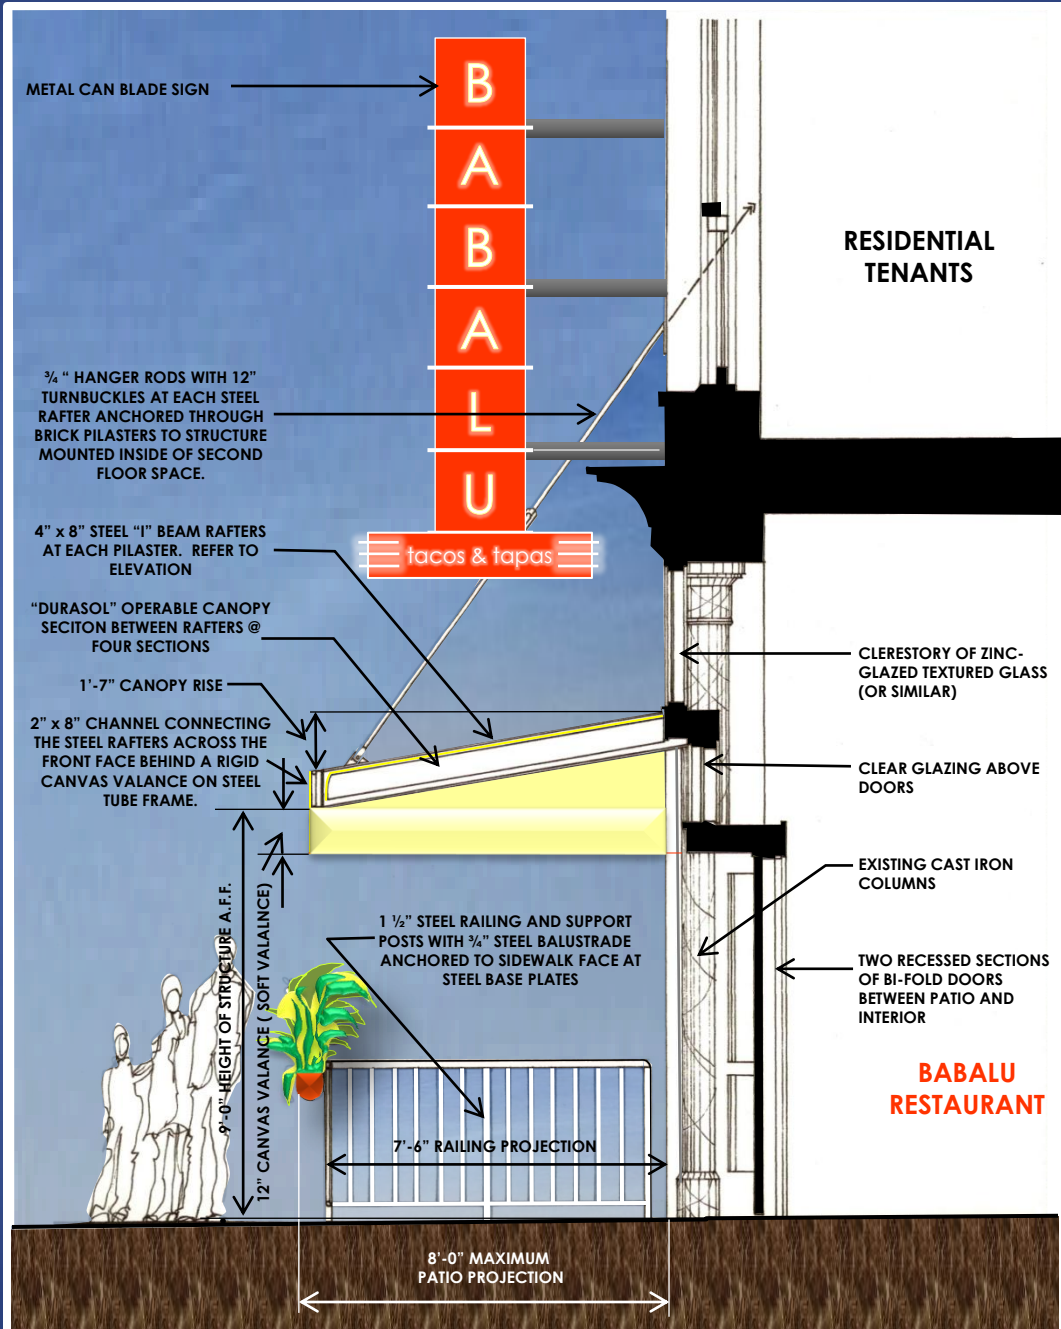 METAL CAN BLADE SIGN
B
A
B
A
L
U
tacos & tapas
RESIDENTIAL
TENANTS
¾ “ HANGER RODS WITH 12”
TURNBUCKLES AT EACH STEEL
RAFTER ANCHORED THROUGH
BRICK PILASTERS TO STRUCTURE
MOUNTED INSIDE OF SECOND
FLOOR SPACE.
4” x 8” STEEL “I” BEAM RAFTERS
AT EACH PILASTER.  REFER TO
ELEVATION
“DURASOL” OPERABLE CANOPY
SECITON BETWEEN RAFTERS @
FOUR SECTIONS
1’-7” CANOPY RISE
2” x 8” CHANNEL CONNECTING
THE STEEL RAFTERS ACROSS THE
FRONT FACE BEHIND A RIGID
CANVAS VALANCE ON STEEL
TUBE FRAME.
CLERESTORY OF ZINC-
GLAZED TEXTURED GLASS
(OR SIMILAR)
CLEAR GLAZING ABOVE
DOORS
EXISTING CAST IRON
COLUMNS
TWO RECESSED SECTIONS
OF BI-FOLD DOORS
BETWEEN PATIO AND
INTERIOR
BABALU
RESTAURANT
9’-0” HEIGHT OF STRUCTURE A.F.F.
12” CANVAS VALANCE ( SOFT VALALNCE)
1 ½” STEEL RAILING AND SUPPORT
POSTS WITH ¾” STEEL BALUSTRADE
ANCHORED TO SIDEWALK FACE AT
STEEL BASE PLATES
7’-6” RAILING PROJECTION
8’-0” MAXIMUM
PATIO PROJECTION